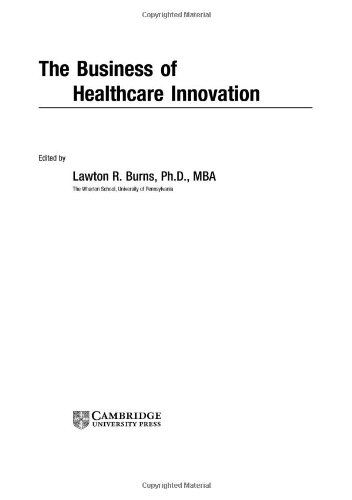 Copyrighted Material
The Business of
Healthcare Innovation
Edited by
Lawton R. Burns, Ph.D., MBA
The Wharton School, University of Pennsylvania
CAMBRIDGE
UNIVERSITY PRESS
Copyrighted Material